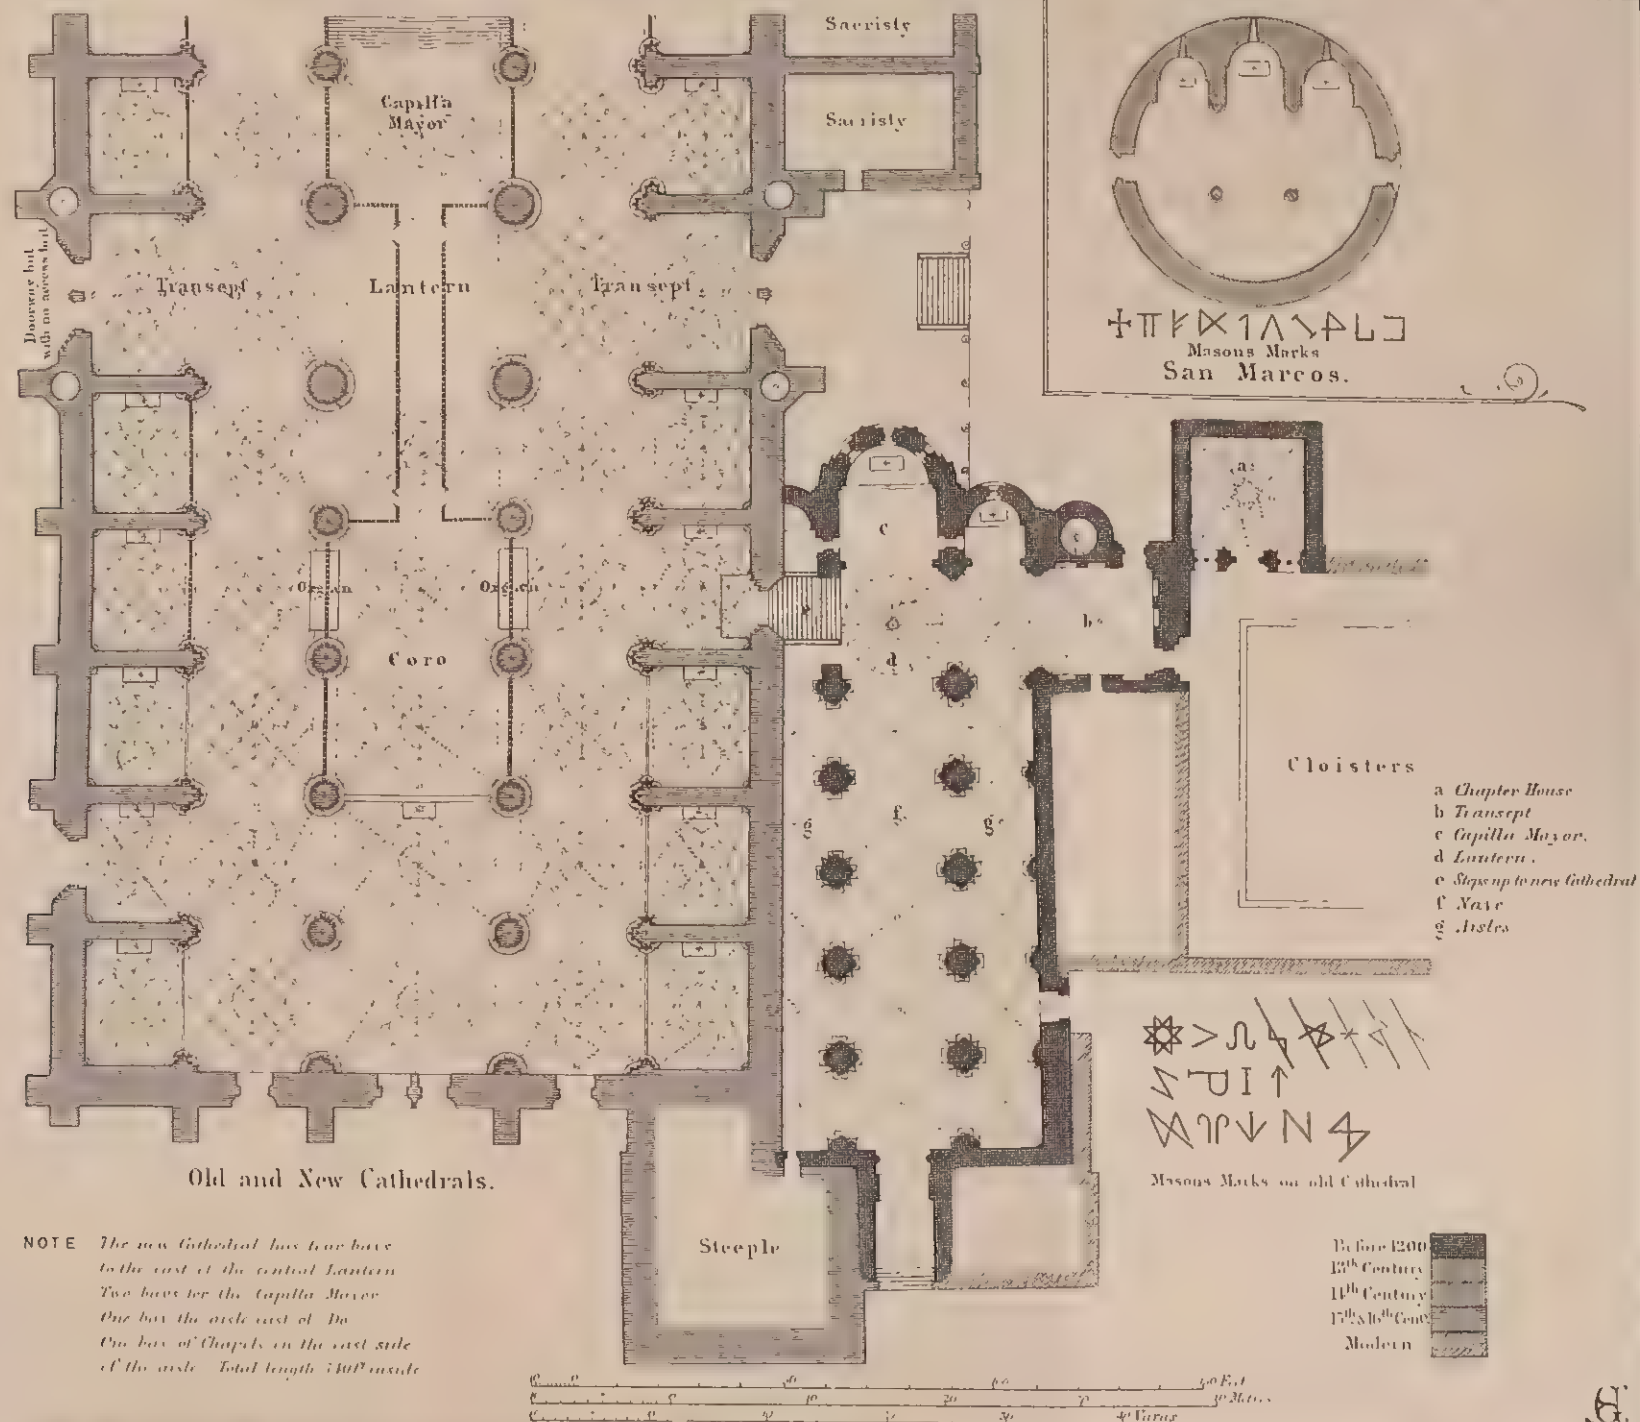 Sacristy
Capilla
Mayor
Sacristy
Doorway but
with no access but
Transept
Lantern
Transept
Masons Marks
San Marcos.
a
c
Organ
Organ
e
b
Coro
d
Cloisters
g
f
g
a Chapter House
b Transept
c Capilla Mayor.
d Lantern.
e Steps up to new Cathedral
f Nave
g Aisles
Old and New Cathedrals.
Masons Marks on old Cathedral
Steeple
NOTE The new Cathedral has four bays
to the east of the central Lantern
Two bays for the Capilla Mayor
One bay the aisle east of Do
One bay of Chapels on the east side
of the aisle Total length inside
Before 1200
13th Century
14th Century
15th & 16th Cent.
Modern
Feet
Metres
40 Varas